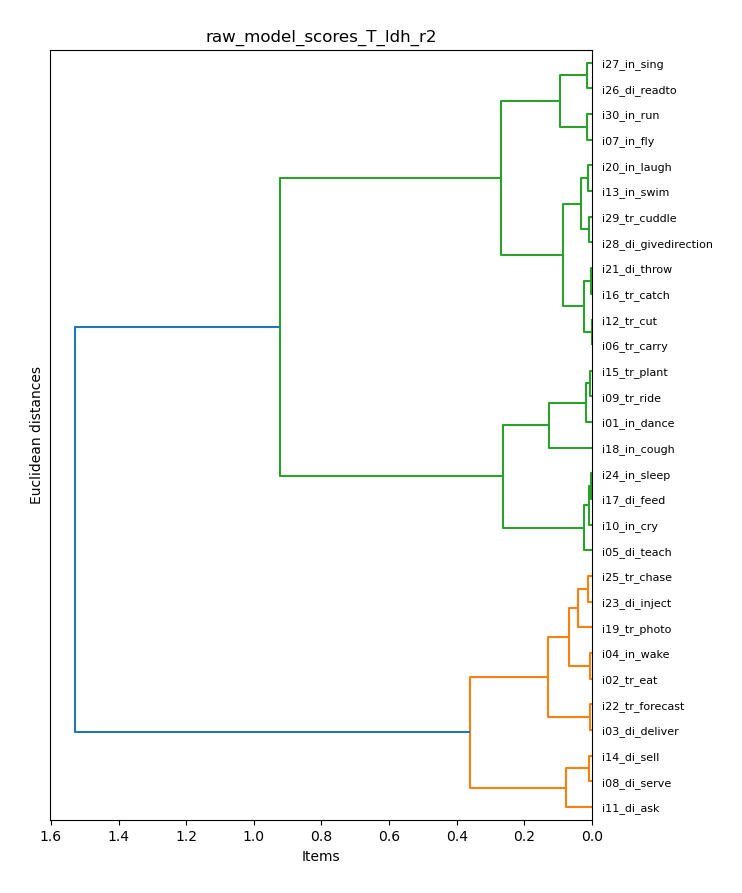 raw_model_scores_T_ldh_r2
i27_in_sing
i26_di_readto
i30_in_run
i07_in_fly
i20_in_laugh
i13_in_swim
i29_tr_cuddle
i28_di_givedirection
i21_di_throw
i16_tr_catch
i12_tr_cut
i06_tr_carry
i15_tr_plant
i09_tr_ride
i01_in_dance
i18_in_cough
i24_in_sleep
i17_di_feed
i10_in_cry
i05_di_teach
i25_tr_chase
i23_di_inject
i19_tr_photo
i04_in_wake
i02_tr_eat
i22_tr_forecast
i03_di_deliver
i14_di_sell
i08_di_serve
i11_di_ask
Euclidean distances
1.6 1.4 1.2 1.0 0.8 0.6 0.4 0.2 0.0
Items